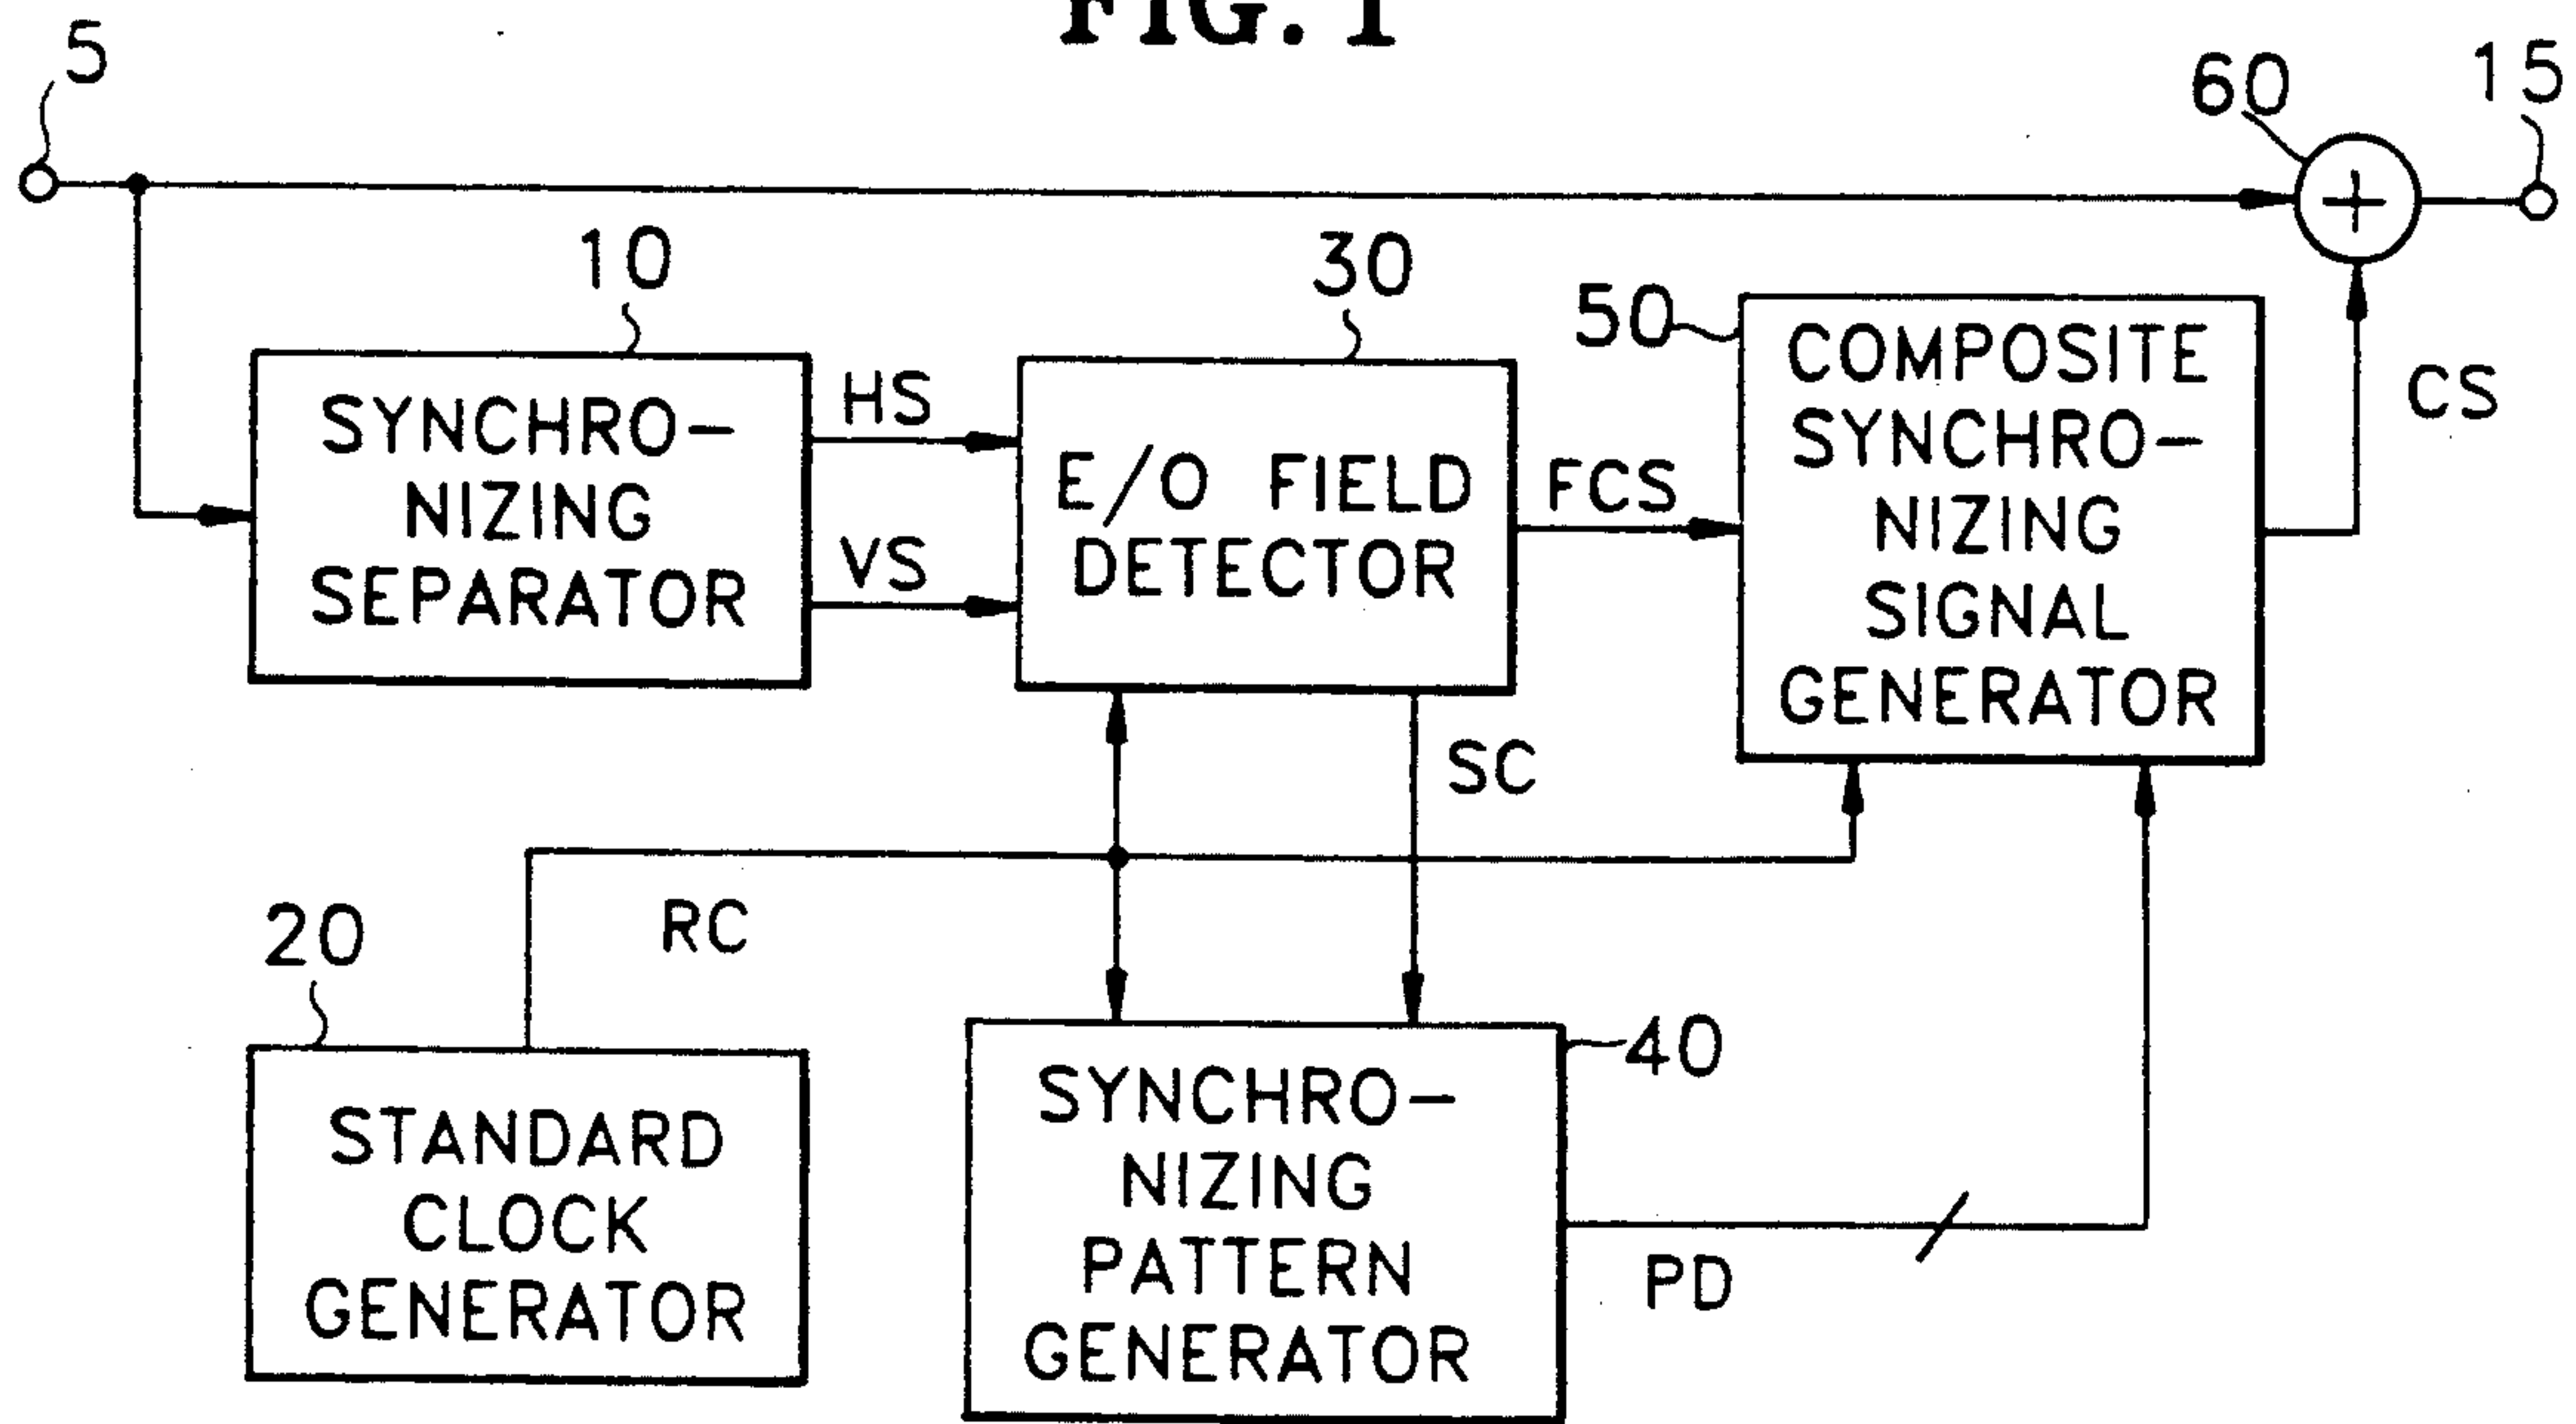 FIG. 1
5
60
15
10
30
50
SYNCHRO-
NIZING
SEPARATOR
HS
VS
E/O FIELD
DETECTOR
FCS
COMPOSITE
SYNCHRO-
NIZING
SIGNAL
GENERATOR
CS
SC
RC
20
STANDARD
CLOCK
GENERATOR
40
SYNCHRO-
NIZING
PATTERN
GENERATOR
PD